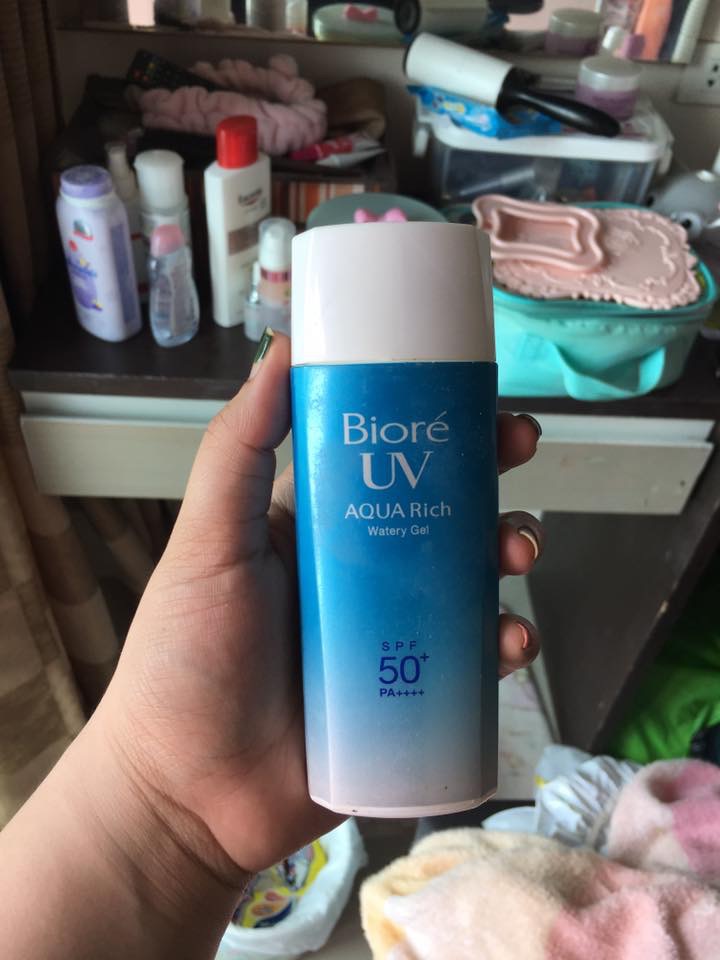 Bioré
UV
AQUA Rich
Watery Gel
SPF
50+
PA++++